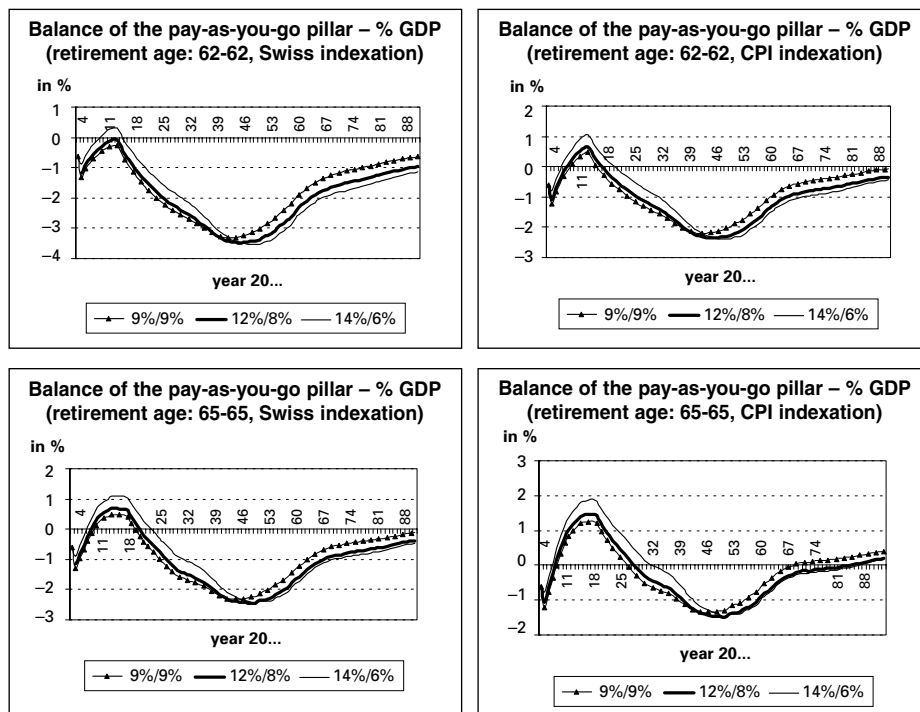 Balance of the pay-as-you-go pillar – % GDP
(retirement age: 62-62, Swiss indexation)
in %
1
0
–1
–2
–3
–4
4 11 18 25 32 39 46 53 60 67 74 81 88
year 20...
9%/9% 12%/8% 14%/6%
Balance of the pay-as-you-go pillar – % GDP
(retirement age: 62-62, CPI indexation)
in %
2
1
0
–1
–2
–3
4 11 18 25 32 39 46 53 60 67 74 81 88
year 20...
9%/9% 12%/8% 14%/6%
Balance of the pay-as-you-go pillar – % GDP
(retirement age: 65-65, Swiss indexation)
in %
2
1
0
–1
–2
–3
4 11 18 25 32 39 46 53 60 67 74 81 88
year 20...
9%/9% 12%/8% 14%/6%
Balance of the pay-as-you-go pillar – % GDP
(retirement age: 65-65, CPI indexation)
in %
3
2
1
0
–1
–2
4 11 18 25 32 39 46 53 60 67 74 81 88
year 20...
9%/9% 12%/8% 14%/6%